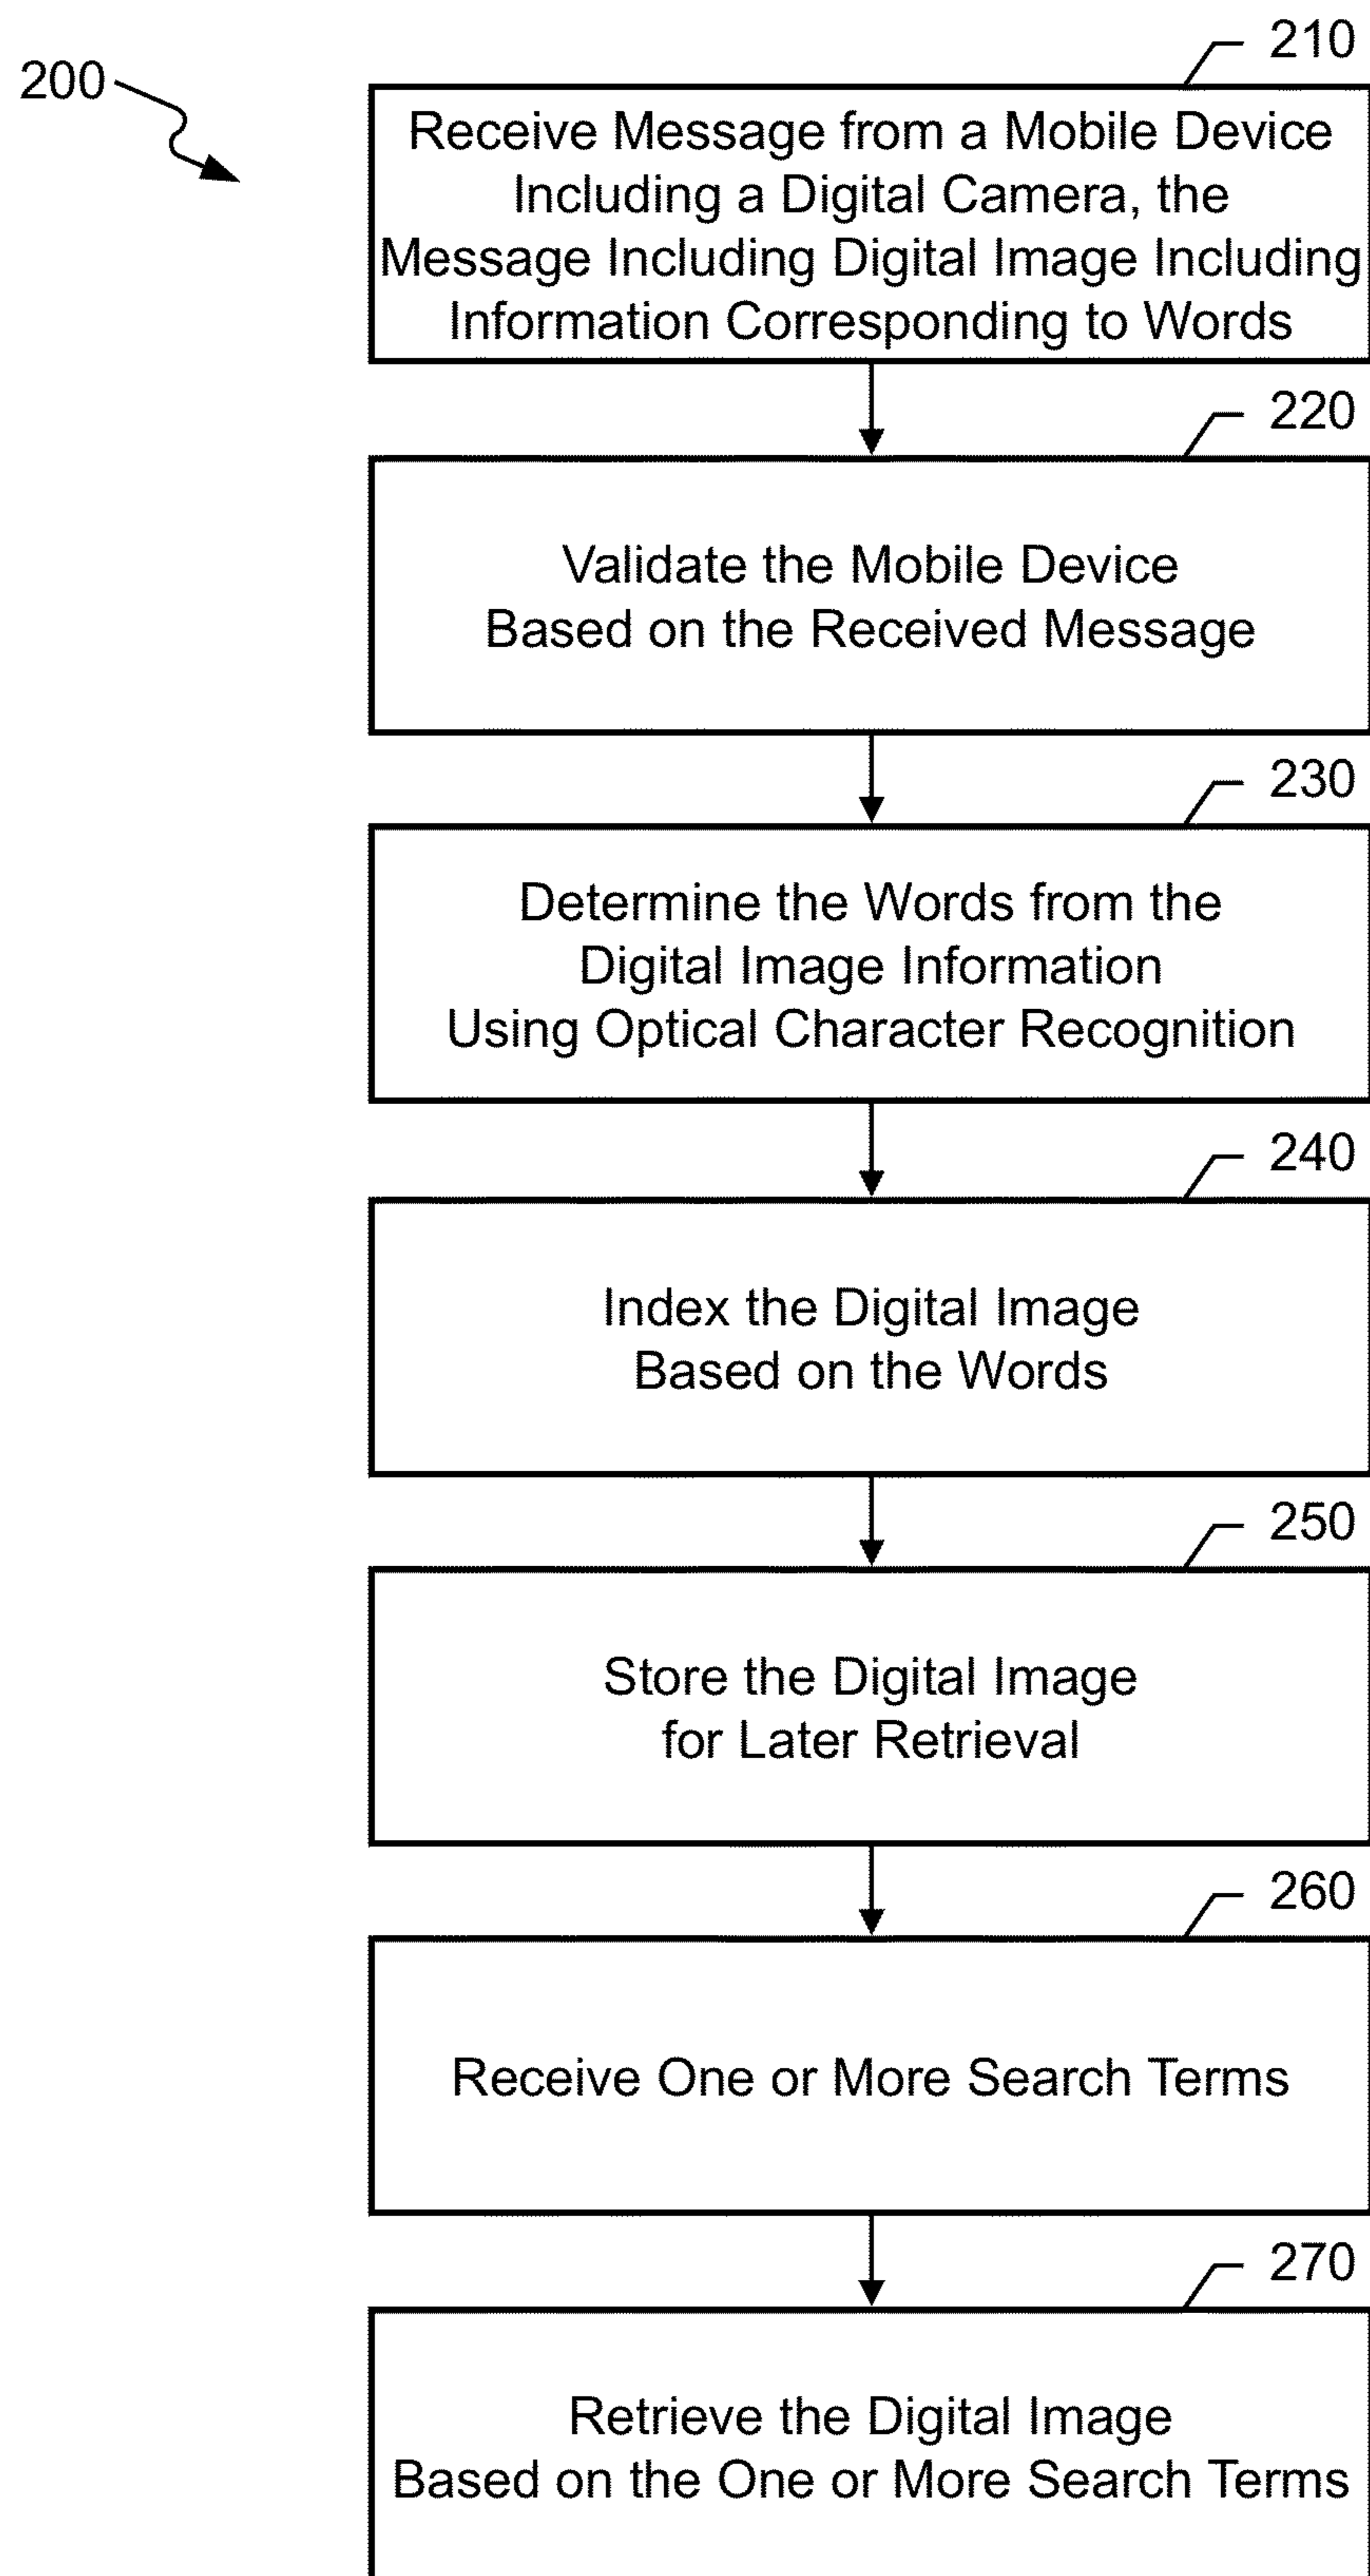 210
200
Receive Message from a Mobile Device
Including a Digital Camera, the
Message Including Digital Image Including
Information Corresponding to Words
220
Validate the Mobile Device
Based on the Received Message
230
Determine the Words from the
Digital Image Information
Using Optical Character Recognition
240
Index the Digital Image
Based on the Words
250
Store the Digital Image
for Later Retrieval
260
Receive One or More Search Terms
270
Retrieve the Digital Image
Based on the One or More Search Terms